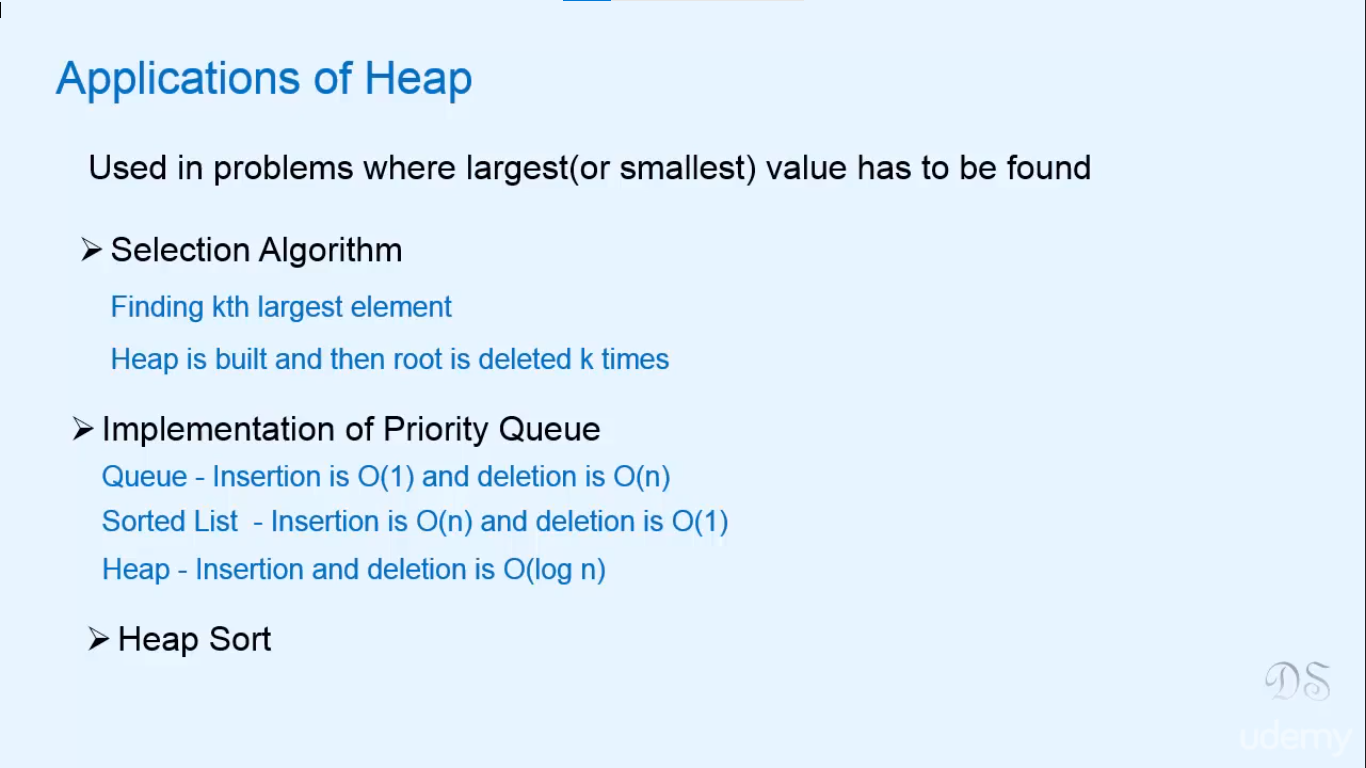 Applications of Heap
Used in problems where largest(or smallest) value has to be found
➢ Selection Algorithm
Finding kth largest element
Heap is built and then root is deleted k times
➢ Implementation of Priority Queue
Queue - Insertion is O(1) and deletion is O(n)
Sorted List - Insertion is O(n) and deletion is O(1)
Heap - Insertion and deletion is O(log n)
➢ Heap Sort
DS
udemy